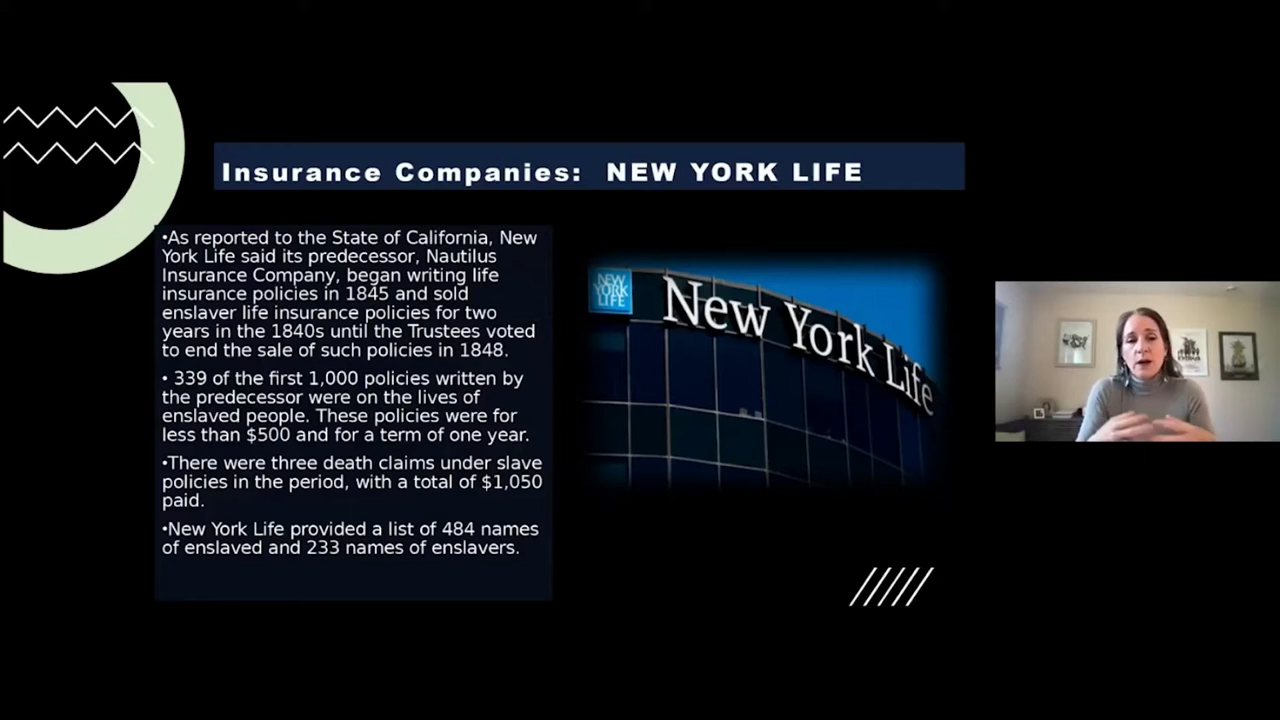 Insurance Companies: NEW YORK LIFE
•As reported to the State of California, New
York Life said its predecessor, Nautilus
Insurance Company, began writing life
insurance policies in 1845 and sold
enslaver life insurance policies for two
years in the 1840s until the Trustees voted
to end the sale of such policies in 1848.
• 339 of the first 1,000 policies written by
the predecessor were on the lives of
enslaved people. These policies were for
less than $500 and for a term of one year.
•There were three death claims under slave
policies in the period, with a total of $1,050
paid.
•New York Life provided a list of 484 names
of enslaved and 233 names of enslavers.
NEW
YORK
LIFE
New York Life